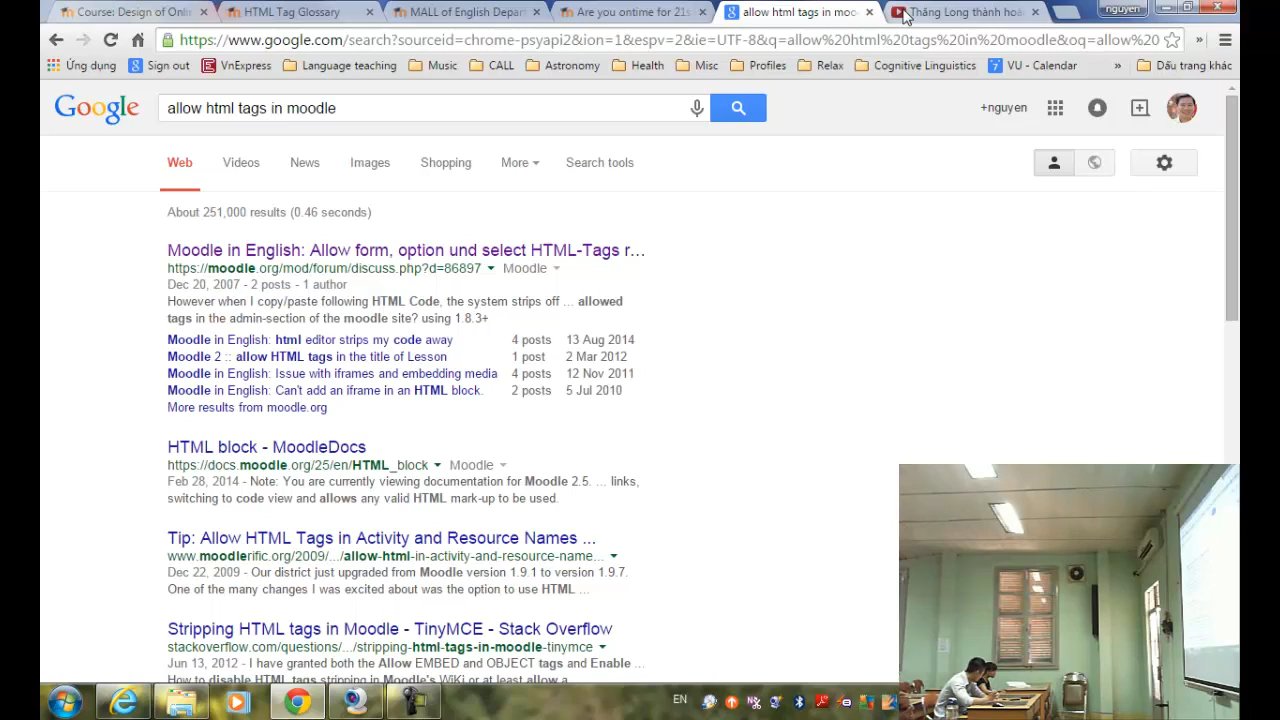 Course: Design of Onlin
HTML Tag Glossary
MALL of English Depar
Are you ontime for 21s
allow html tags in moo
Thăng Long thành hoà
nguyen
https://www.google.com/search?sourceid=chrome-psyapi2&ion=1&espv=2&ie=UTF-8&q=allow%20html%20tags%20in%20moodle&oq=allow%20
Ứng dụng
Sign out
VnExpress
Language teaching
Music
CALL
Astronomy
Health
Misc
Profiles
Relax
Cognitive Linguistics
VU - Calendar
»
Dấu trang khác
Google
allow html tags in moodle
+nguyen
Web
Videos
News
Images
Shopping
More
Search tools
About 251,000 results (0.46 seconds)
Moodle in English: Allow form, option und select HTML-Tags r...
https://moodle.org/mod/forum/discuss.php?d=86897 Moodle
Dec 20, 2007 - 2 posts - 1 author
However when I copy/paste following HTML Code, the system strips off ... allowed
tags in the admin-section of the moodle site? using 1.8.3+
Moodle in English: html editor strips my code away 4 posts 13 Aug 2014
Moodle 2 :: allow HTML tags in the title of Lesson 1 post 2 Mar 2012
Moodle in English: Issue with iframes and embedding media 4 posts 12 Nov 2011
Moodle in English: Can't add an iframe in an HTML block. 2 posts 5 Jul 2010
More results from moodle.org
HTML block - MoodleDocs
https://docs.moodle.org/25/en/HTML_block Moodle
Feb 28, 2014 - Note: You are currently viewing documentation for Moodle 2.5. ... links,
switching to code view and allows any valid HTML mark-up to be used.
Tip: Allow HTML Tags in Activity and Resource Names ...
www.moodlerific.org/2009/.../allow-html-in-activity-and-resource-name...
Dec 22, 2009 - Our district just upgraded from Moodle version 1.9.1 to version 1.9.7.
One of the many changes I was excited about was the option to use HTML ...
Stripping HTML tags in Moodle - TinyMCE - Stack Overflow
stackoverflow.com/questions/.../stripping-html-tags-in-moodle-tinymce
Jun 13, 2012 - I have granted both the Allow EMBED and OBJECT tags and Enable ...
How to disable HTML tags stripping in Moodle's WiKi or at least allow a
EN